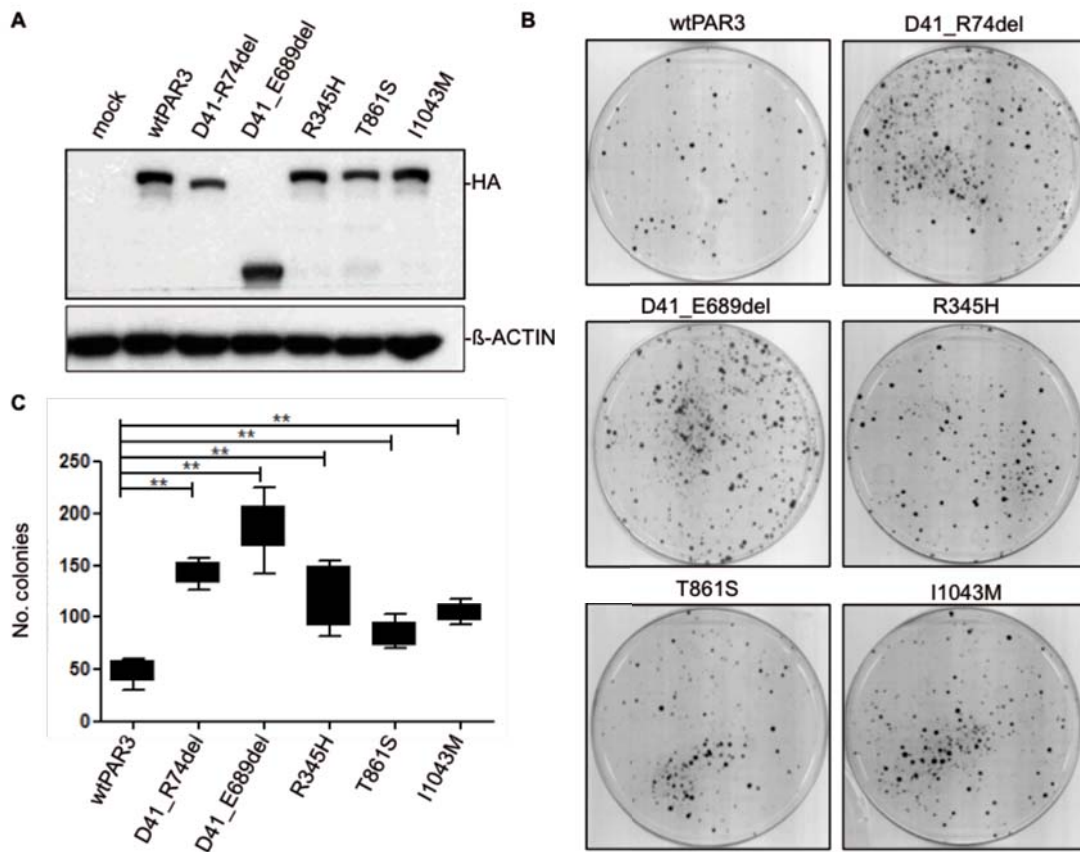 A
mock
wtPAR3
D41-R74del
D41_E689del
R345H
T861S
I1043M
-HA
-ß-ACTIN
B
wtPAR3
D41_R74del
D41_E689del
R345H
T861S
I1043M
C
**
**
**
**
**
No. colonies
250
200
150
100
50
0
wtPAR3
D41_R74del
D41_E689del
R345H
T861S
I1043M